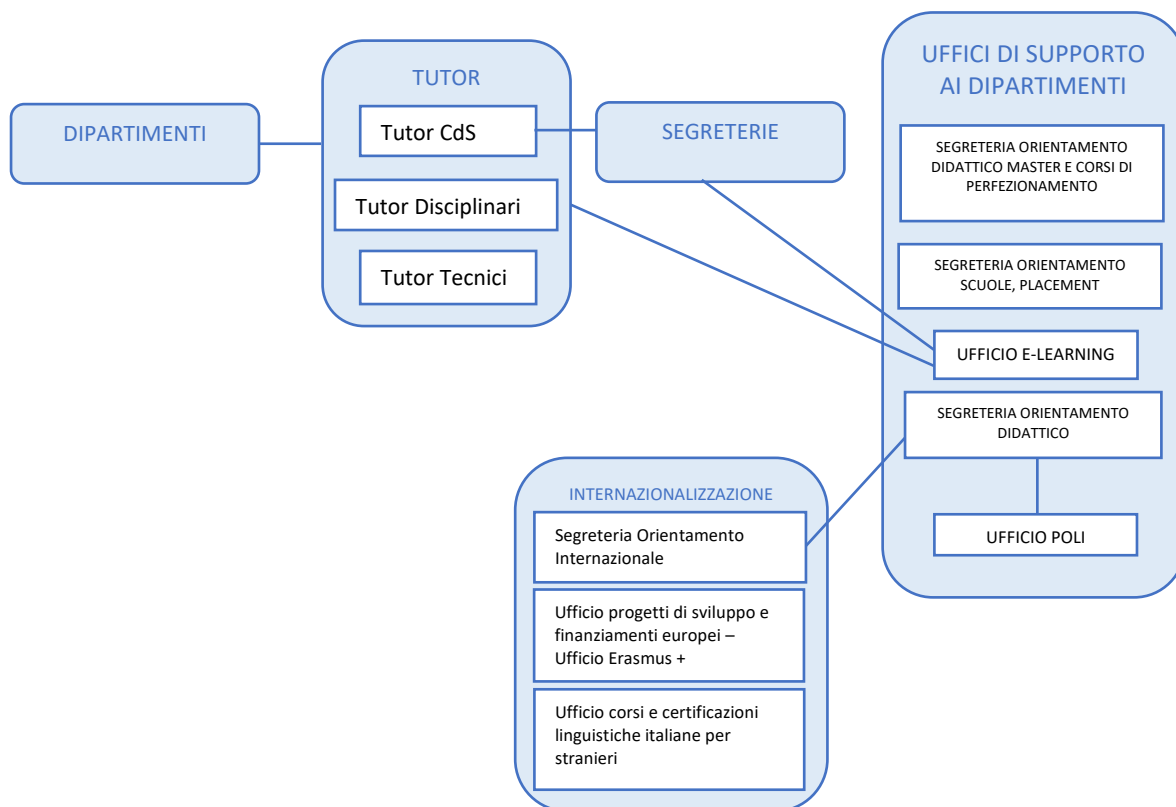 DIPARTIMENTI
TUTOR
Tutor CdS
Tutor Disciplinari
Tutor Tecnici
SEGRETERIE
UFFICI DI SUPPORTO
AI DIPARTIMENTI
SEGRETERIA ORIENTAMENTO
DIDATTICO MASTER E CORSI DI
PERFEZIONAMENTO
SEGRETERIA ORIENTAMENTO
SCUOLE, PLACEMENT
UFFICIO E-LEARNING
SEGRETERIA ORIENTAMENTO
DIDATTICO
UFFICIO POLI
INTERNAZIONALIZZAZIONE
Segreteria Orientamento
Internazionale
Ufficio progetti di sviluppo e
finanziamenti europei –
Ufficio Erasmus +
Ufficio corsi e certificazioni
linguistiche italiane per
stranieri